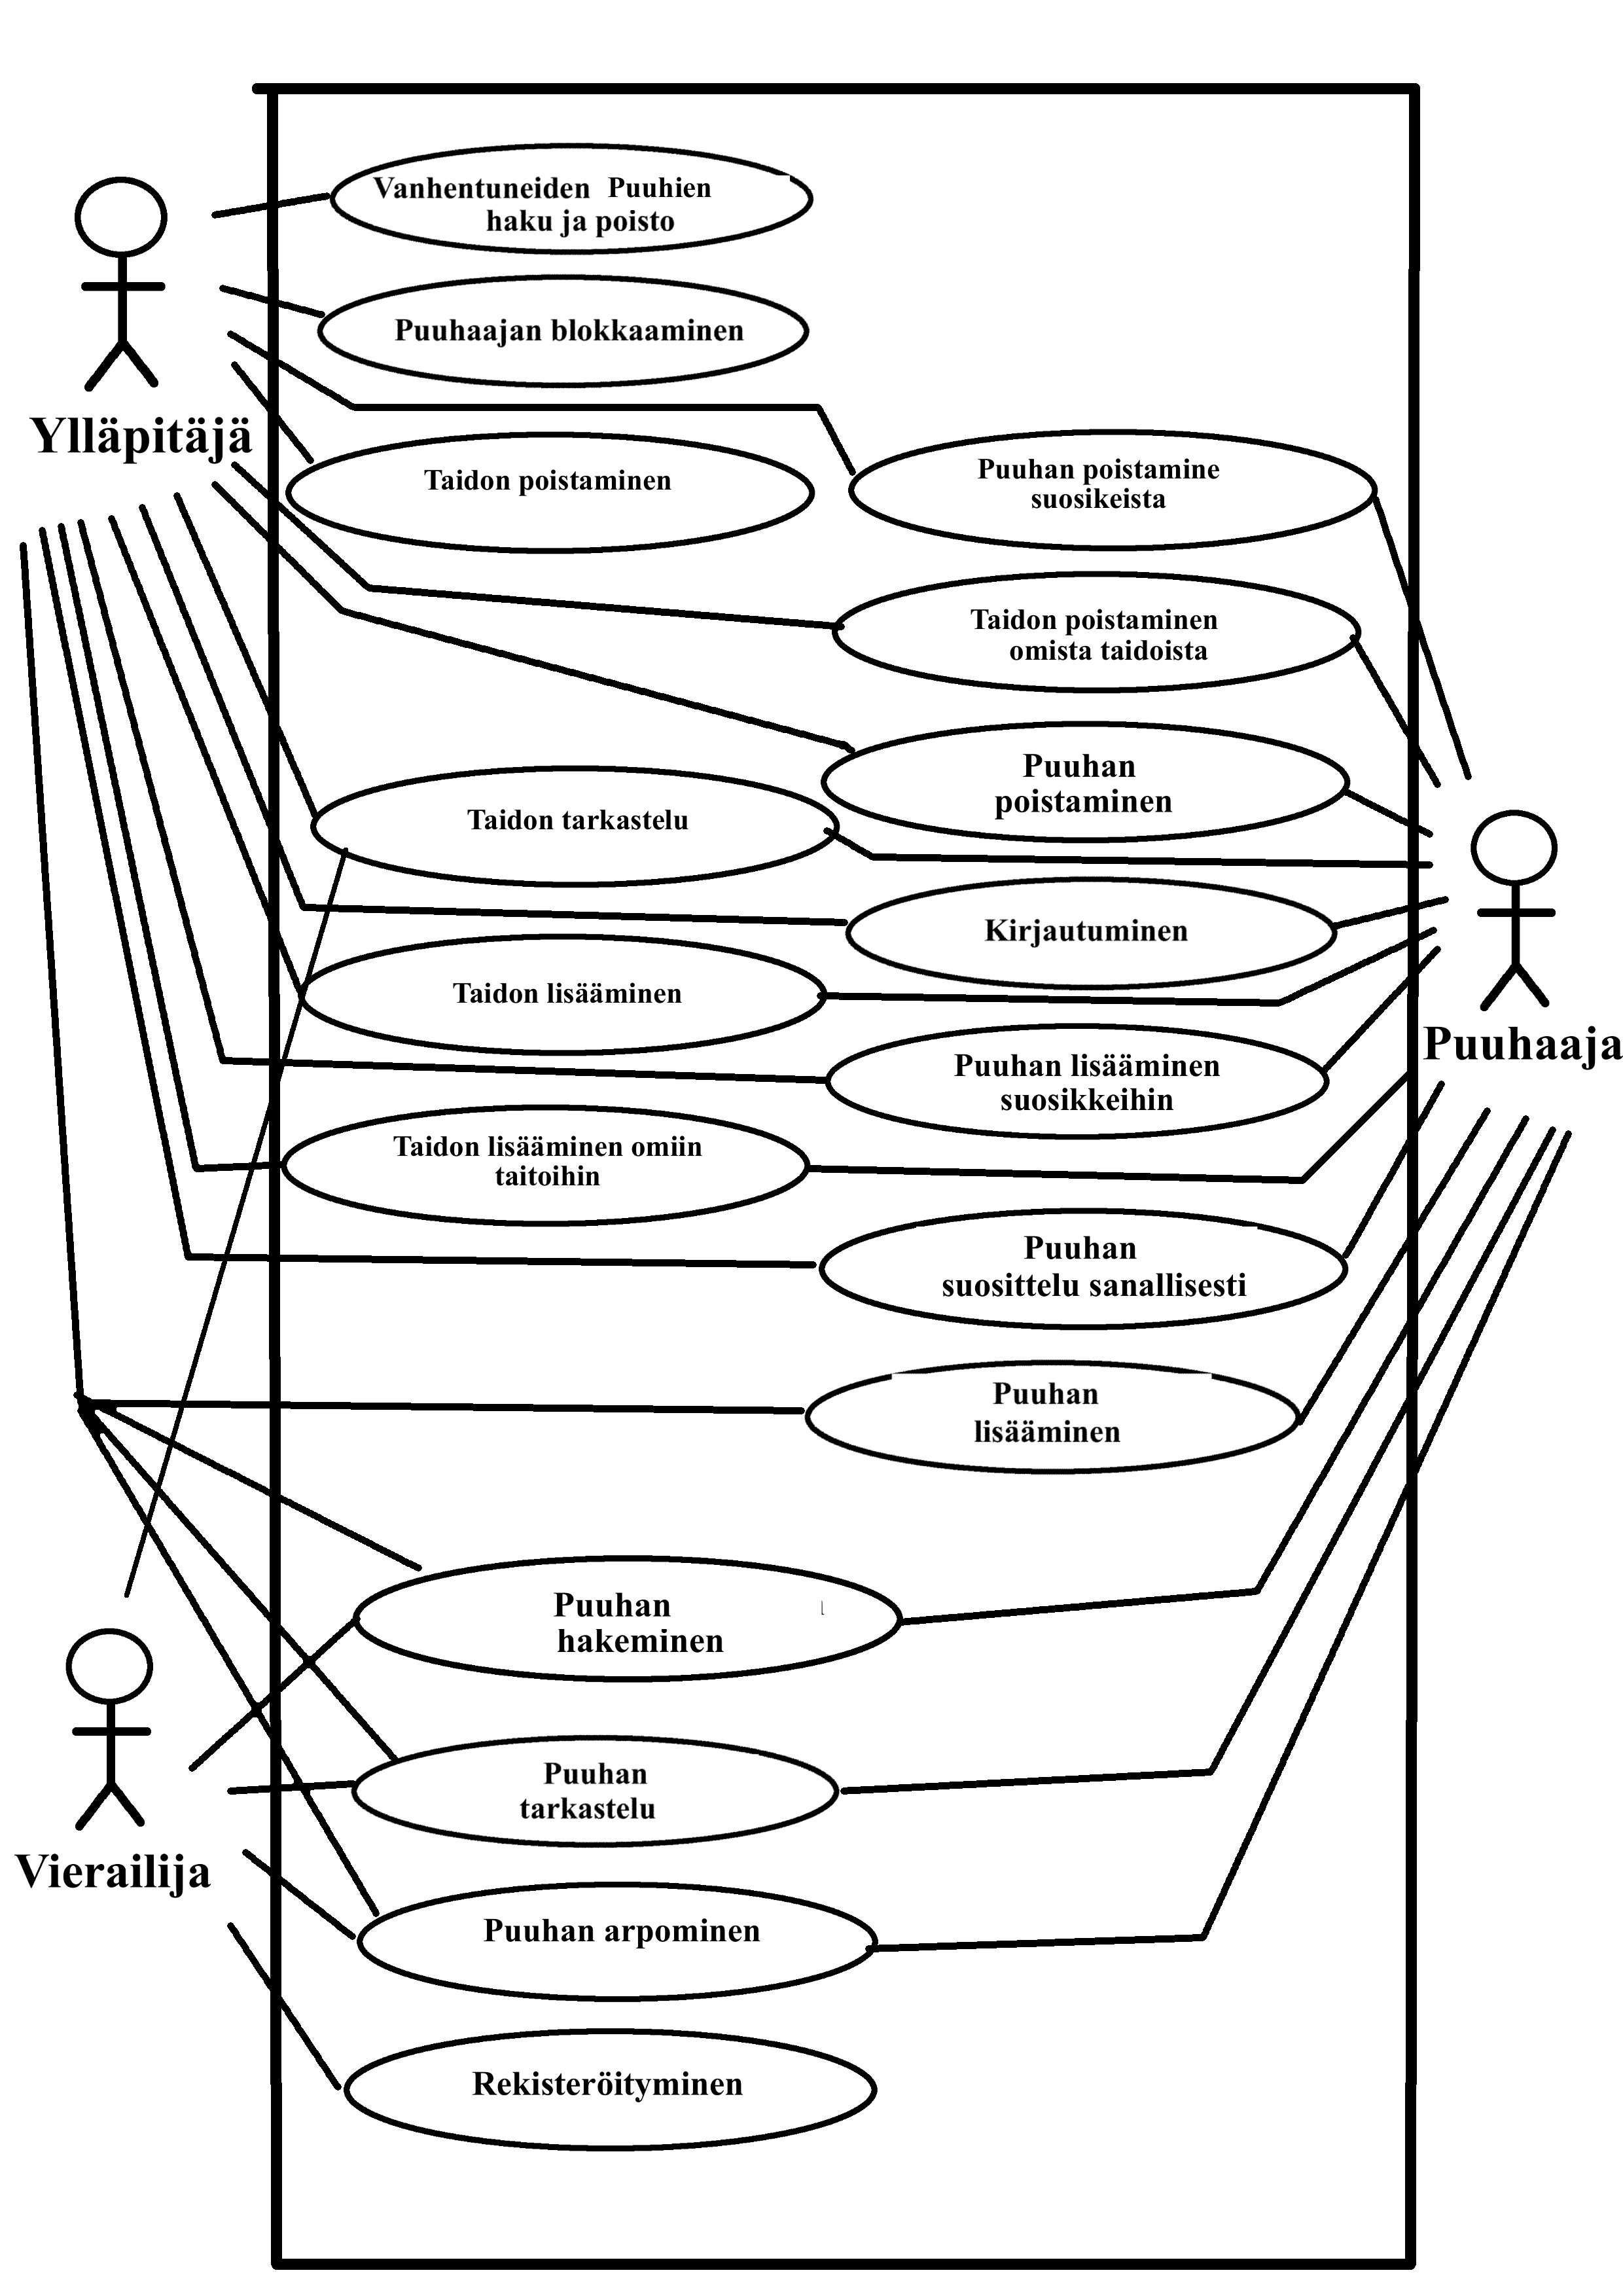 Vanhentuneiden Puuhien
haku ja poisto
Puuhaajan blokkaaminen
Ylläpitäjä
Taidon poistaminen
Puuhan poistamine
suosikeista
Taidon poistaminen
omista taidoista
Puuhan
poistaminen
Taidon tarkastelu
Kirjautuminen
Taidon lisääminen
Puuhaaja
Puuhan lisääminen
suosikkeihin
Taidon lisääminen omiin
taitoihin
Puuhan
suosittelu sanallisesti
Puuhan
lisääminen
Puuhan
hakeminen
Puuhan
tarkastelu
Vierailija
Puuhan arpominen
Rekisteröityminen